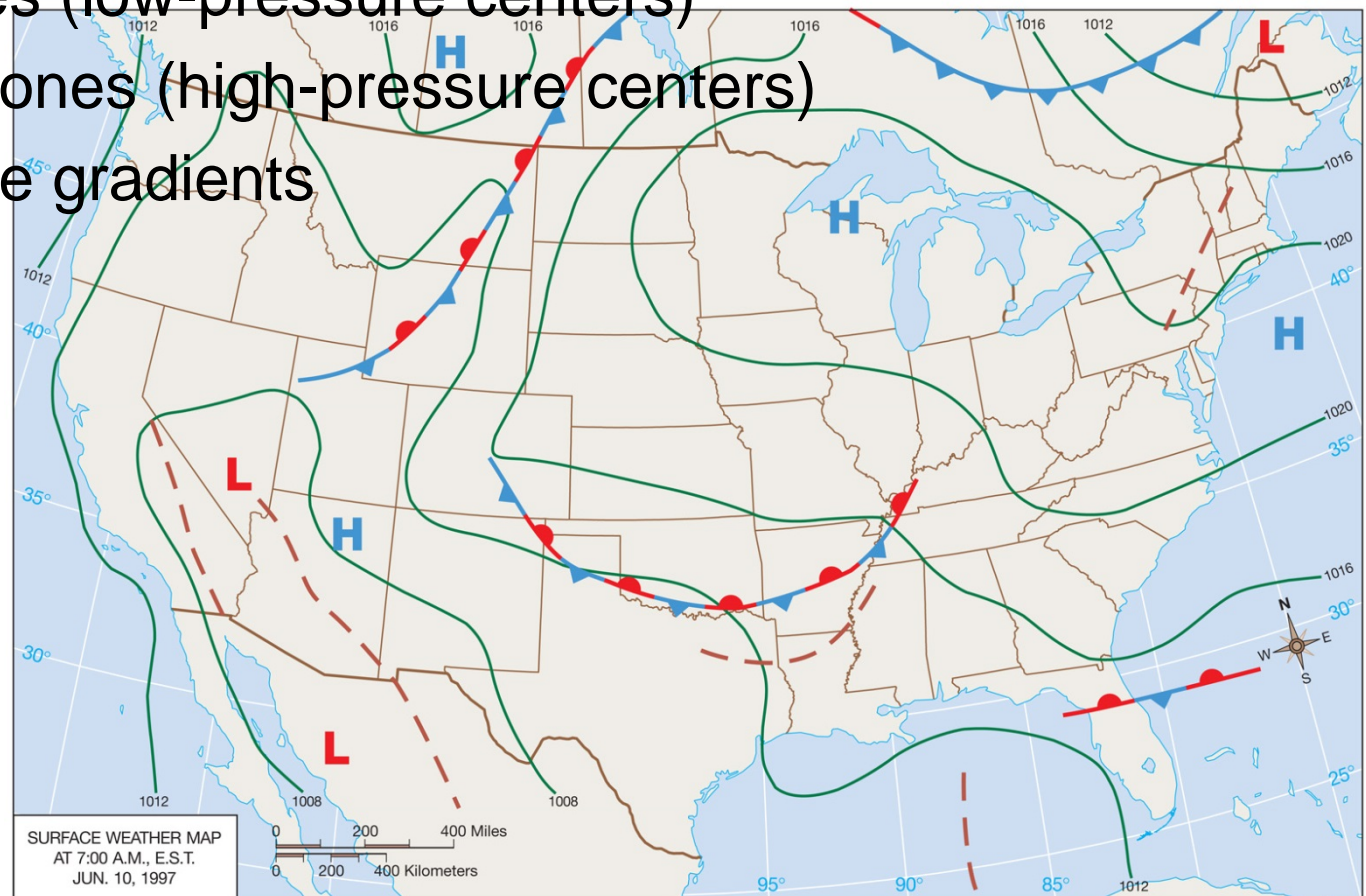 es (low-pressure centers)
ones (high-pressure centers)
e gradients
1012
1016
1016
1016
1016
1012
H
L
1012
45°
1016
H
1020
1012
40°
40°
H
1020
35°
L
35°
H
1016
N
30°
W
E
S
30°
L
25°
1012
1008
1008
SURFACE WEATHER MAP
AT 7:00 A.M., E.S.T.
JUN. 10, 1997
0 200 400 Miles
0 200 400 Kilometers
95°
90°
85°
1012